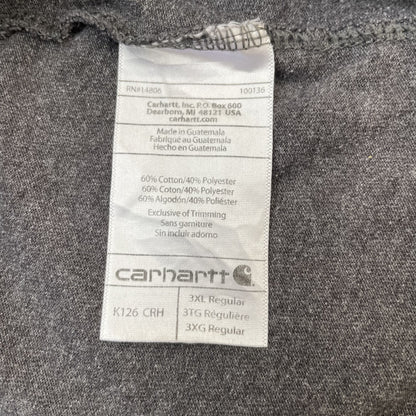 RN#14806 100136
Carhartt, Inc. P.O. Box 600
Dearborn, MI 48121 USA
carhartt.com
Made in Guatemala
Fabriqué au Guatemala
Hecho en Guatemala
60% Cotton/40% Polyester
60% Coton/40% Polyester
60% Algodón/40% Poliéster
Exclusive of Trimming
Sans garniture
Sin incluir adorno
carhartt
K126 CRH
3XL Regular
3TG Régulière
3XG Regular